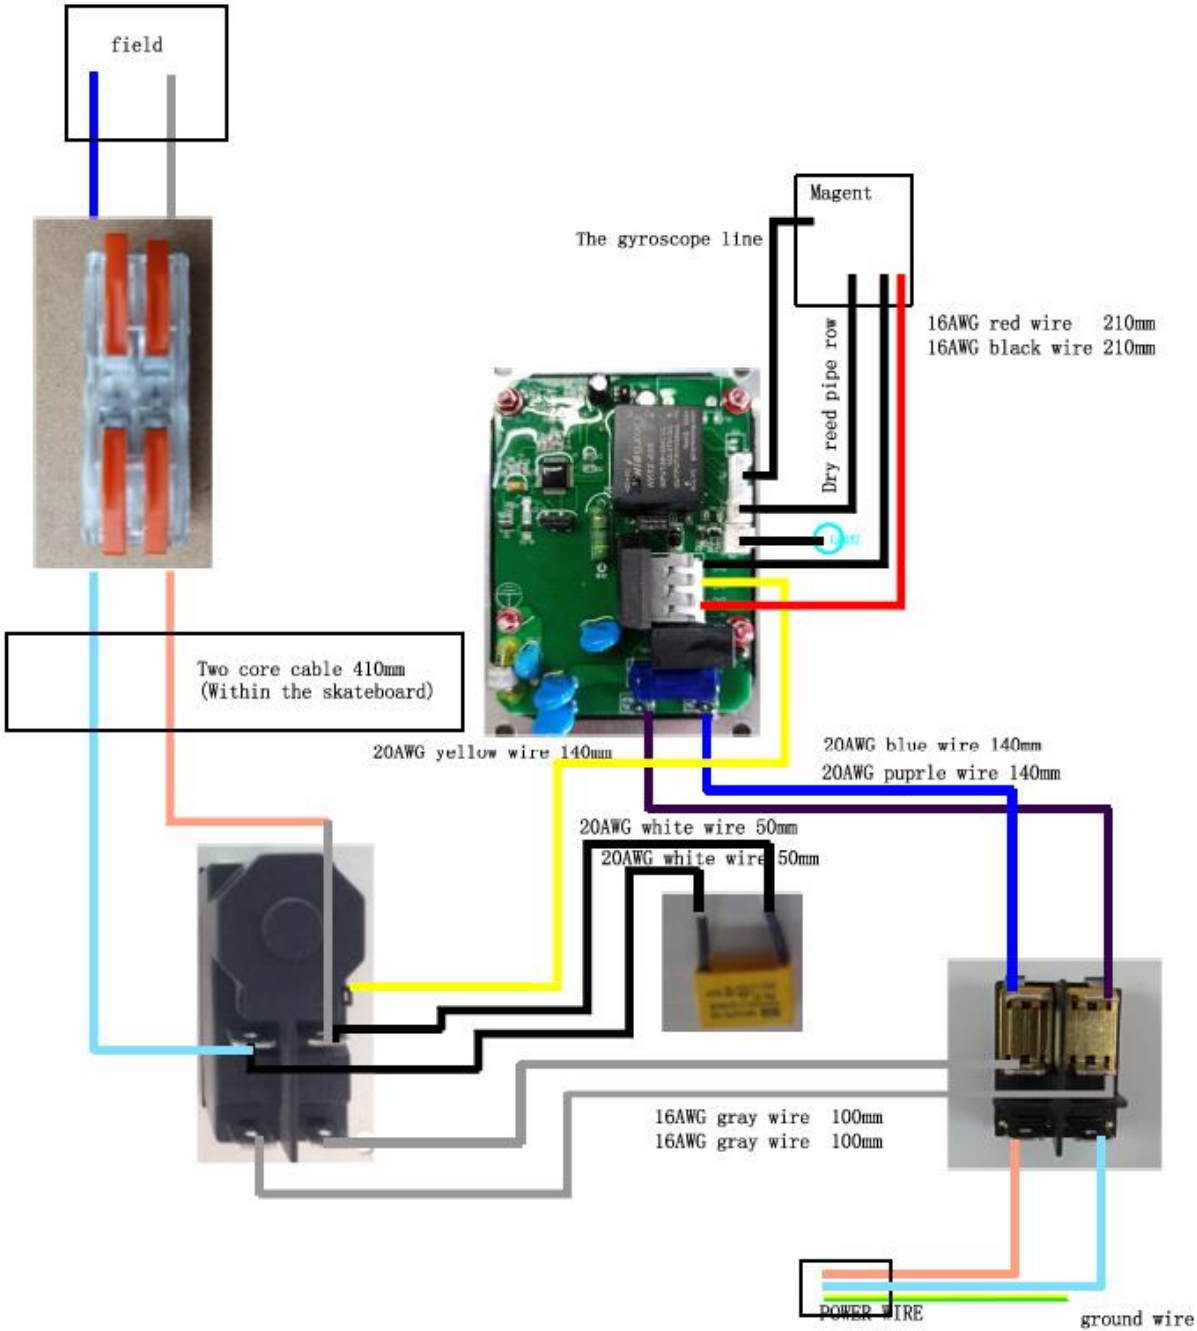 field
Magent
The gyroscope line
16AWG red wire 210mm
16AWG black wire 210mm
Dry reed pipe row
Two core cable 410mm
(Within the skateboard)
20AWG yellow wire 140mm
20AWG blue wire 140mm
20AWG puprle wire 140mm
20AWG white wire 50mm
20AWG white wire 50mm
16AWG gray wire 100mm
16AWG gray wire 100mm
POWER WIRE
ground wire